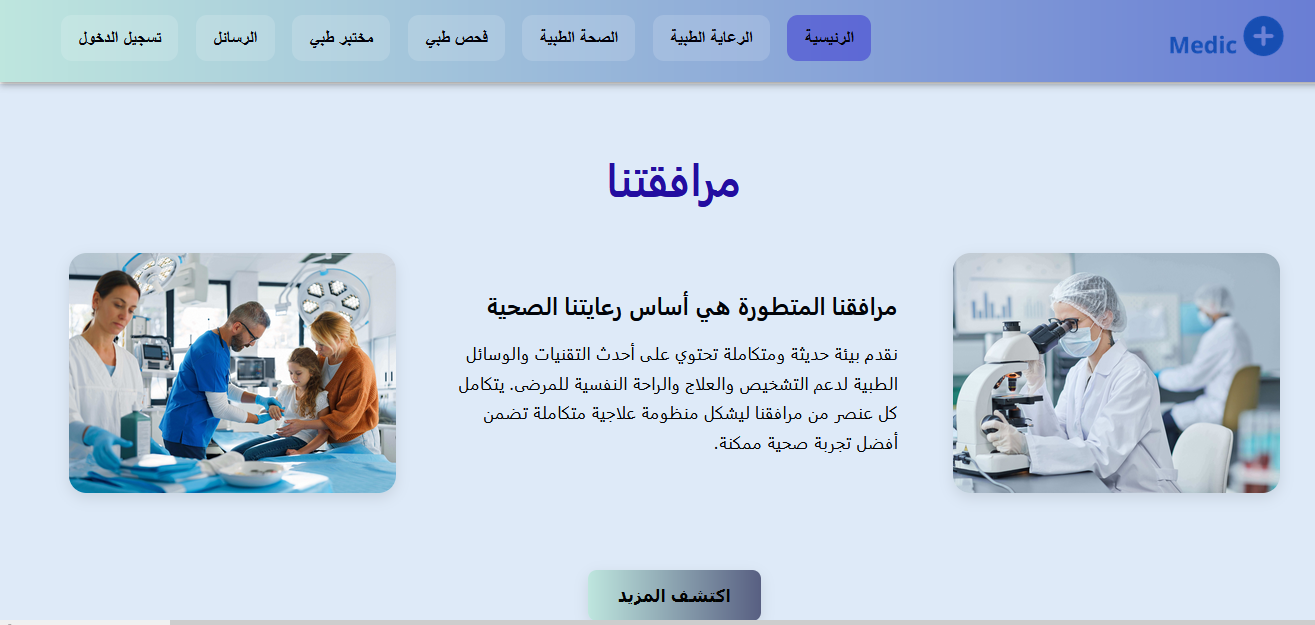 Medic
الرئيسية
الرعاية الطبية
الصحة الطبية
فحص طبي
مختبر طبي
الرسائل
تسجيل الدخول
مرافقتنا
مرافقنا المتطورة هي أساس رعايتنا الصحية
نقدم بيئة حديثة ومتكاملة تحتوي على أحدث التقنيات والوسائل
الطبية لدعم التشخيص والعلاج والراحة النفسية للمرضى. يتكامل
كل عنصر من مرافقنا ليشكل منظومة علاجية متكاملة تضمن
أفضل تجربة صحية ممكنة.
اكتشف المزيد